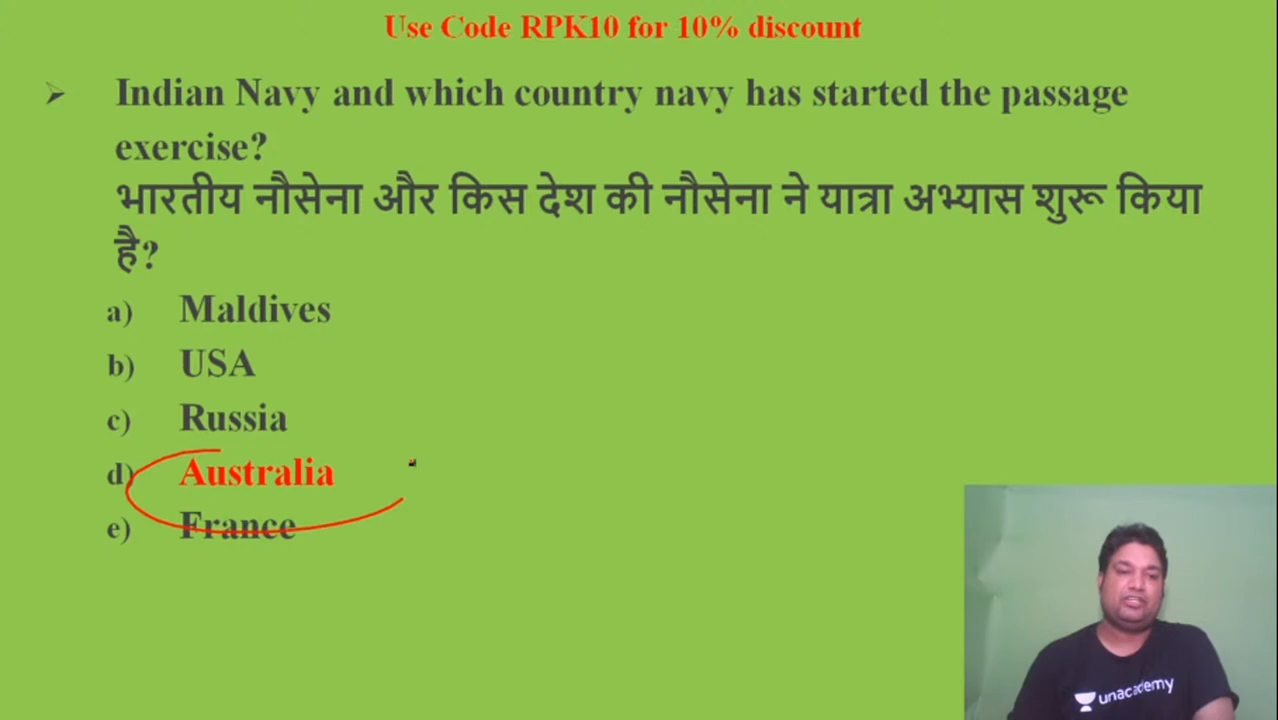 Use Code RPK10 for 10% discount
➢ Indian Navy and which country navy has started the passage
exercise?
भारतीय नौसेना और किस देश की नौसेना ने यात्रा अभ्यास शुरू किया
है?
a) Maldives
b) USA
c) Russia
d) Australia
e) France
unacademy